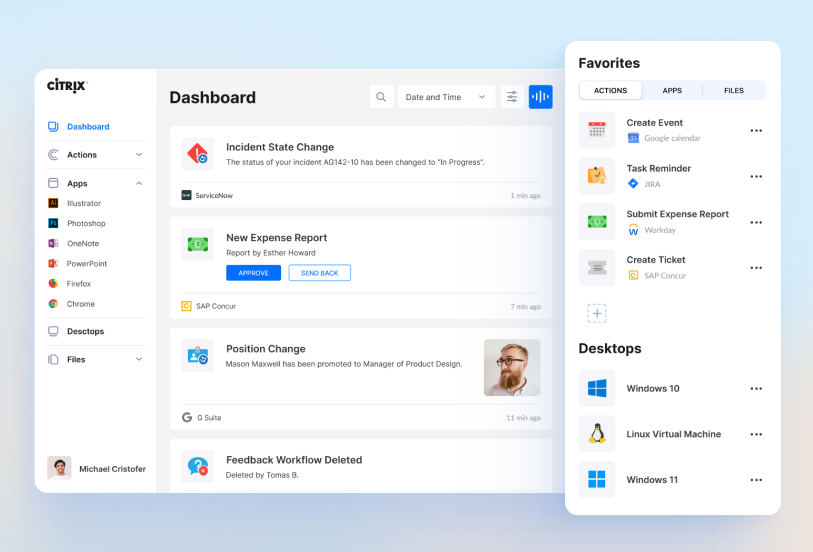 CİTRIX
Dashboard
Actions
Apps
Ai Illustrator
Ps Photoshop
OneNote
PowerPoint
Firefox
Chrome
Desctops
Files
Michael Cristofer
Dashboard
Date and Time
Incident State Change
The status of your incident AG142-10 has been changed to "In Progress".
ServiceNow
1 min ago
New Expense Report
Report by Esther Howard
APPROVE
SEND BACK
SAP Concur
7 min ago
Position Change
Mason Maxwell has been promoted to Manager of Product Design.
G Suite
11 min ago
Feedback Workflow Deleted
Deleted by Tomas B.
Favorites
ACTIONS
APPS
FILES
Create Event
31 Google calendar
Task Reminder
JIRA
Submit Expense Report
Workday
Create Ticket
SAP Concur
Desktops
Windows 10
Linux Virtual Machine
Windows 11